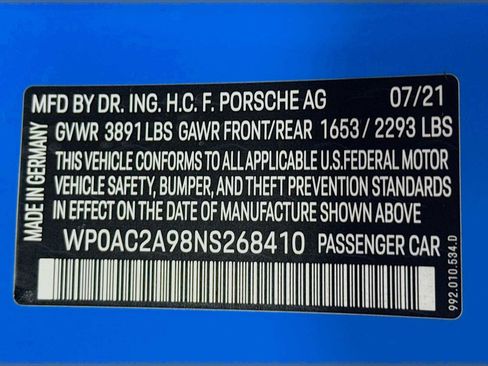 MFD BY DR. ING. H.C. F. PORSCHE AG 07/21
GVWR 3891 LBS GAWR FRONT/REAR 1653 / 2293 LBS
THIS VEHICLE CONFORMS TO ALL APPLICABLE U.S. FEDERAL MOTOR
VEHICLE SAFETY, BUMPER, AND THEFT PREVENTION STANDARDS
IN EFFECT ON THE DATE OF MANUFACTURE SHOWN ABOVE
WP0AC2A98NS268410 PASSENGER CAR
MADE IN GERMANY
992.010.534.D